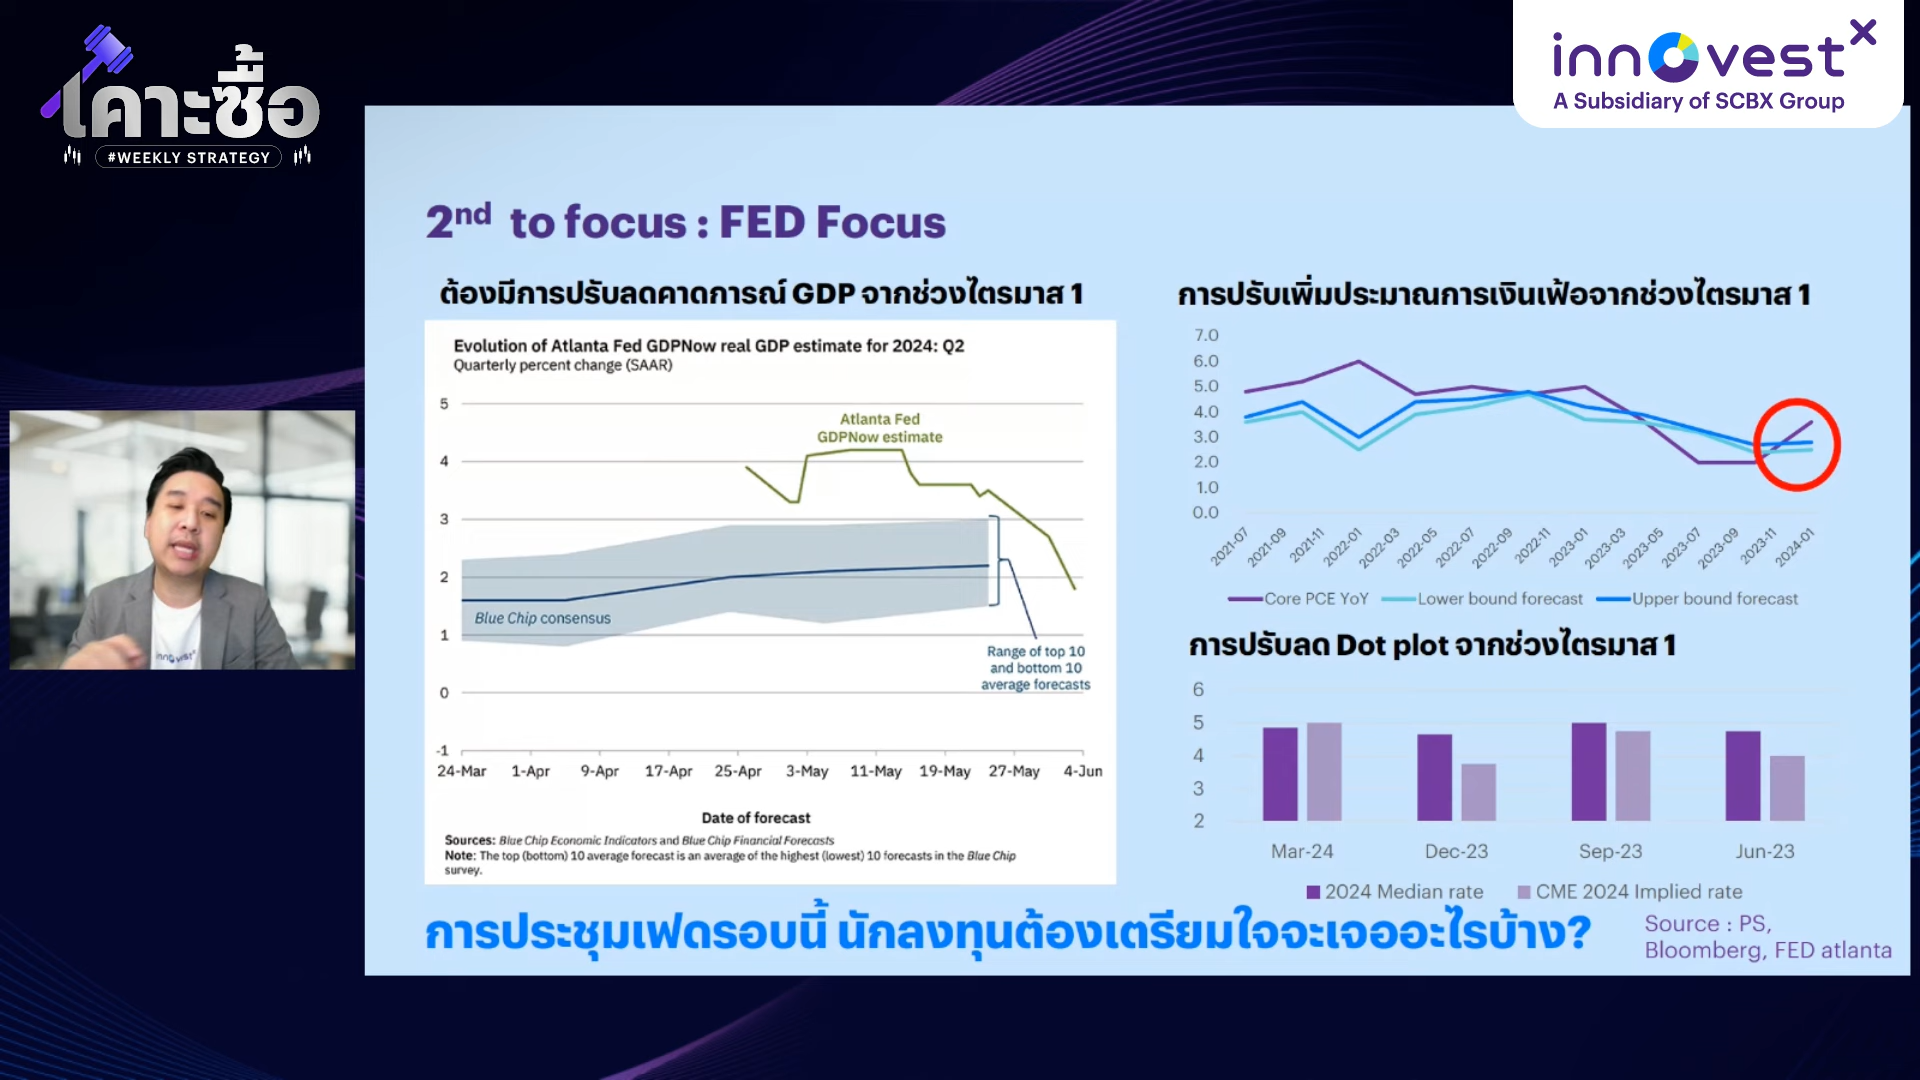 เคาะซื้อ
#WEEKLY STRATEGY
innovestx
A Subsidiary of SCBX Group
2nd to focus : FED Focus
ต้องมีการปรับลดคาดการณ์ GDP จากช่วงไตรมาส 1
Evolution of Atlanta Fed GDPNow real GDP estimate for 2024: Q2
Quarterly percent change (SAAR)
5
4
3
2
1
0
-1
Atlanta Fed
GDPNow estimate
Blue Chip consensus
Range of top 10
and bottom 10
average forecasts
24-Mar 1-Apr 9-Apr 17-Apr 25-Apr 3-May 11-May 19-May 27-May 4-Jun
Date of forecast
Sources: Blue Chip Economic Indicators and Blue Chip Financial Forecasts
Note: The top (bottom) 10 average forecast is an average of the highest (lowest) 10 forecasts in the Blue Chip
survey.
การปรับเพิ่มประมาณการเงินเฟ้อจากช่วงไตรมาส 1
7.0
6.0
5.0
4.0
3.0
2.0
1.0
0.0
2021-07 2021-09 2021-11 2022-01 2022-03 2022-05 2022-07 2022-09 2022-11 2023-01 2023-03 2023-05 2023-07 2023-09 2023-11 2024-01
Core PCE YoY Lower bound forecast Upper bound forecast
การปรับลด Dot plot จากช่วงไตรมาส 1
6
5
4
3
2
Mar-24 Dec-23 Sep-23 Jun-23
2024 Median rate CME 2024 Implied rate
การประชุมเฟดรอบนี้ นักลงทุนต้องเตรียมใจจะเจออะไรบ้าง?
Source : PS,
Bloomberg, FED atlanta
innovestx